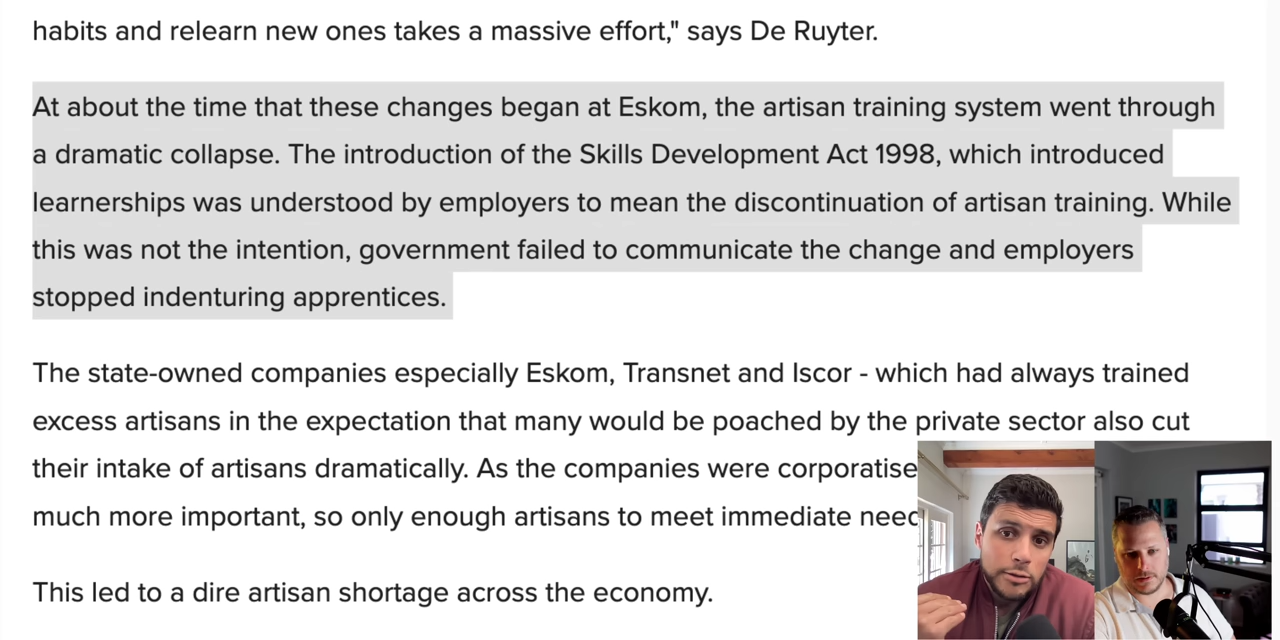 habits and relearn new ones takes a massive effort," says De Ruyter.
At about the time that these changes began at Eskom, the artisan training system went through
a dramatic collapse. The introduction of the Skills Development Act 1998, which introduced
learnerships was understood by employers to mean the discontinuation of artisan training. While
this was not the intention, government failed to communicate the change and employers
stopped indenturing apprentices.
The state-owned companies especially Eskom, Transnet and Iscor - which had always trained
excess artisans in the expectation that many would be poached by the private sector also cut
their intake of artisans dramatically. As the companies were corporatise
much more important, so only enough artisans to meet immediate
This led to a dire artisan shortage across the economy.